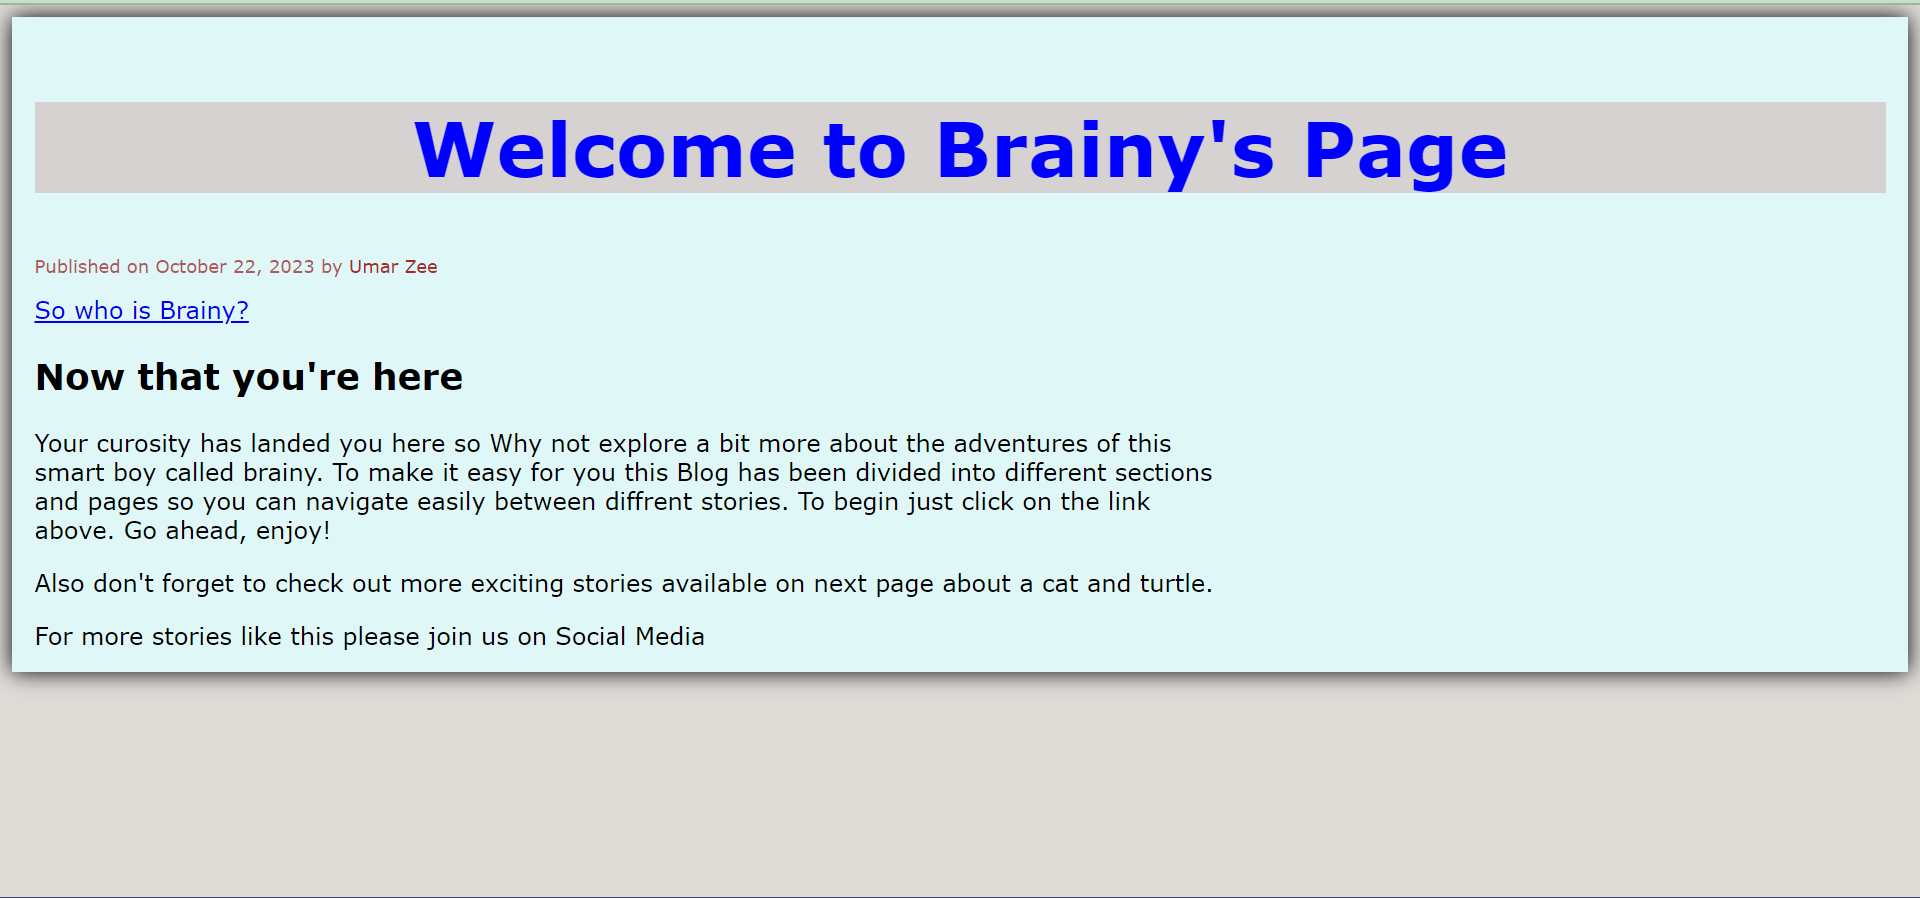 Welcome to Brainy's Page
Published on October 22, 2023 by Umar Zee
So who is Brainy?
Now that you're here
Your curosity has landed you here so Why not explore a bit more about the adventures of this
smart boy called brainy. To make it easy for you this Blog has been divided into different sections
and pages so you can navigate easily between diffrent stories. To begin just click on the link
above. Go ahead, enjoy!
Also don't forget to check out more exciting stories available on next page about a cat and turtle.
For more stories like this please join us on Social Media